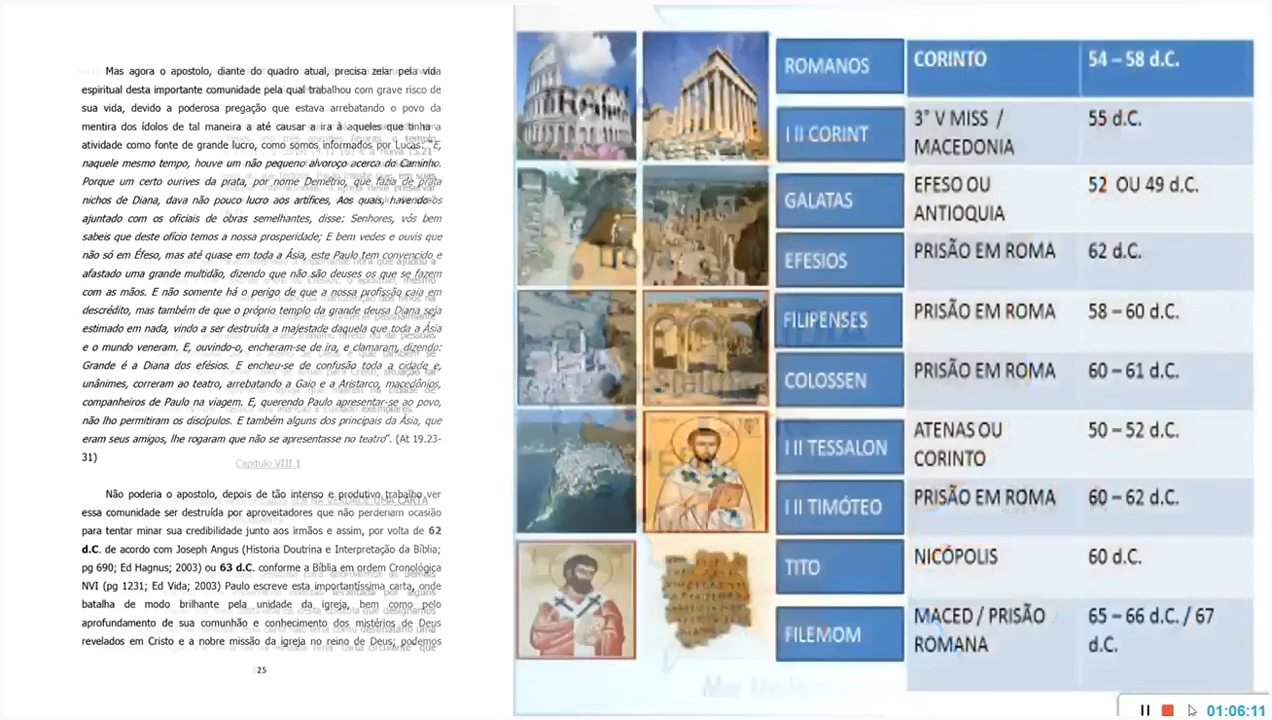 Mas agora o apostolo, diante do quadro atual, precisa zelar pela vida
espiritual desta importante comunidade pela qual trabalhou com grave risco de
sua vida, devido a poderosa pregação que estava arrebatando o povo da
mentira dos ídolos de tal maneira a até causar a ira à aqueles que tinha a
atividade como fonte de grande lucro, como somos informados por Lucas: "E,
naquele mesmo tempo, houve um não pequeno alvoroço acerca do Caminho.
Porque um certo ourives da prata, por nome Demétrio, que fazia de prata
nichos de Diana, dava não pouco lucro aos artífices, Aos quais, havendo-os
ajuntado com os oficiais de obras semelhantes, disse: Senhores, vós bem
sabeis que deste ofício temos a nossa prosperidade; E bem vedes e ouvis que
não só em Éfeso, mas até quase em toda a Ásia, este Paulo tem convencido e
afastado uma grande multidão, dizendo que não são deuses os que se fazem
com as mãos. E não somente há o perigo de que a nossa profissão caia em
descrédito, mas também de que o próprio templo da grande deusa Diana seja
estimado em nada, vindo a ser destruída a majestade daquela que toda a Ásia
e o mundo veneram. E, ouvindo-o, encheram-se de ira, e clamaram, dizendo:
Grande é a Diana dos efésios. E encheu-se de confusão toda a cidade e,
unânimes, correram ao teatro, arrebatando a Gaio e a Aristarco, macedônios,
companheiros de Paulo na viagem. E, querendo Paulo apresentar-se ao povo,
não lho permitiram os discípulos. E também alguns dos principais da Ásia, que
eram seus amigos, lhe rogaram que não se apresentasse no teatro". (At 19.23-
31)
Capítulo VIII.1
Não poderia o apostolo, depois de tão intenso e produtivo trabalho ver
essa comunidade ser destruída por aproveitadores que não perderiam ocasião
para tentar minar sua credibilidade junto aos irmãos e assim, por volta de 62
d.C. de acordo com Joseph Angus (Historia Doutrina e Interpretação da Bíblia;
pg 690; Ed Hagnus; 2003) ou 63 d.C. conforme a Bíblia em ordem Cronológica
NVI (pg 1231; Ed Vida; 2003) Paulo escreve esta importantíssima carta, onde
batalha de modo brilhante pela unidade da igreja, bem como pelo
aprofundamento de sua comunhão e conhecimento dos mistérios de Deus
revelados em Cristo e a nobre missão da igreja no reino de Deus; podemos
25
ROMANOS CORINTO 54 – 58 d.C.
I II CORINT 3° V MISS / MACEDONIA 55 d.C.
GALATAS EFESO OU ANTIOQUIA 52 OU 49 d.C.
EFESIOS PRISÃO EM ROMA 62 d.C.
FILIPENSES PRISÃO EM ROMA 58 – 60 d.C.
COLOSSEN PRISÃO EM ROMA 60 – 61 d.C.
I II TESSALON ATENAS OU CORINTO 50 – 52 d.C.
I II TIMÓTEO PRISÃO EM ROMA 60 – 62 d.C.
TITO NICÓPOLIS 60 d.C.
FILEMOM MACED / PRISÃO ROMANA 65 – 66 d.C. / 67 d.C.
01:06:11